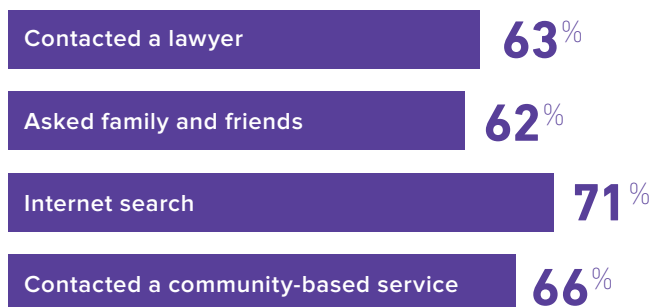 Contacted a lawyer 63%
Asked family and friends 62%
Internet search 71%
Contacted a community-based service 66%